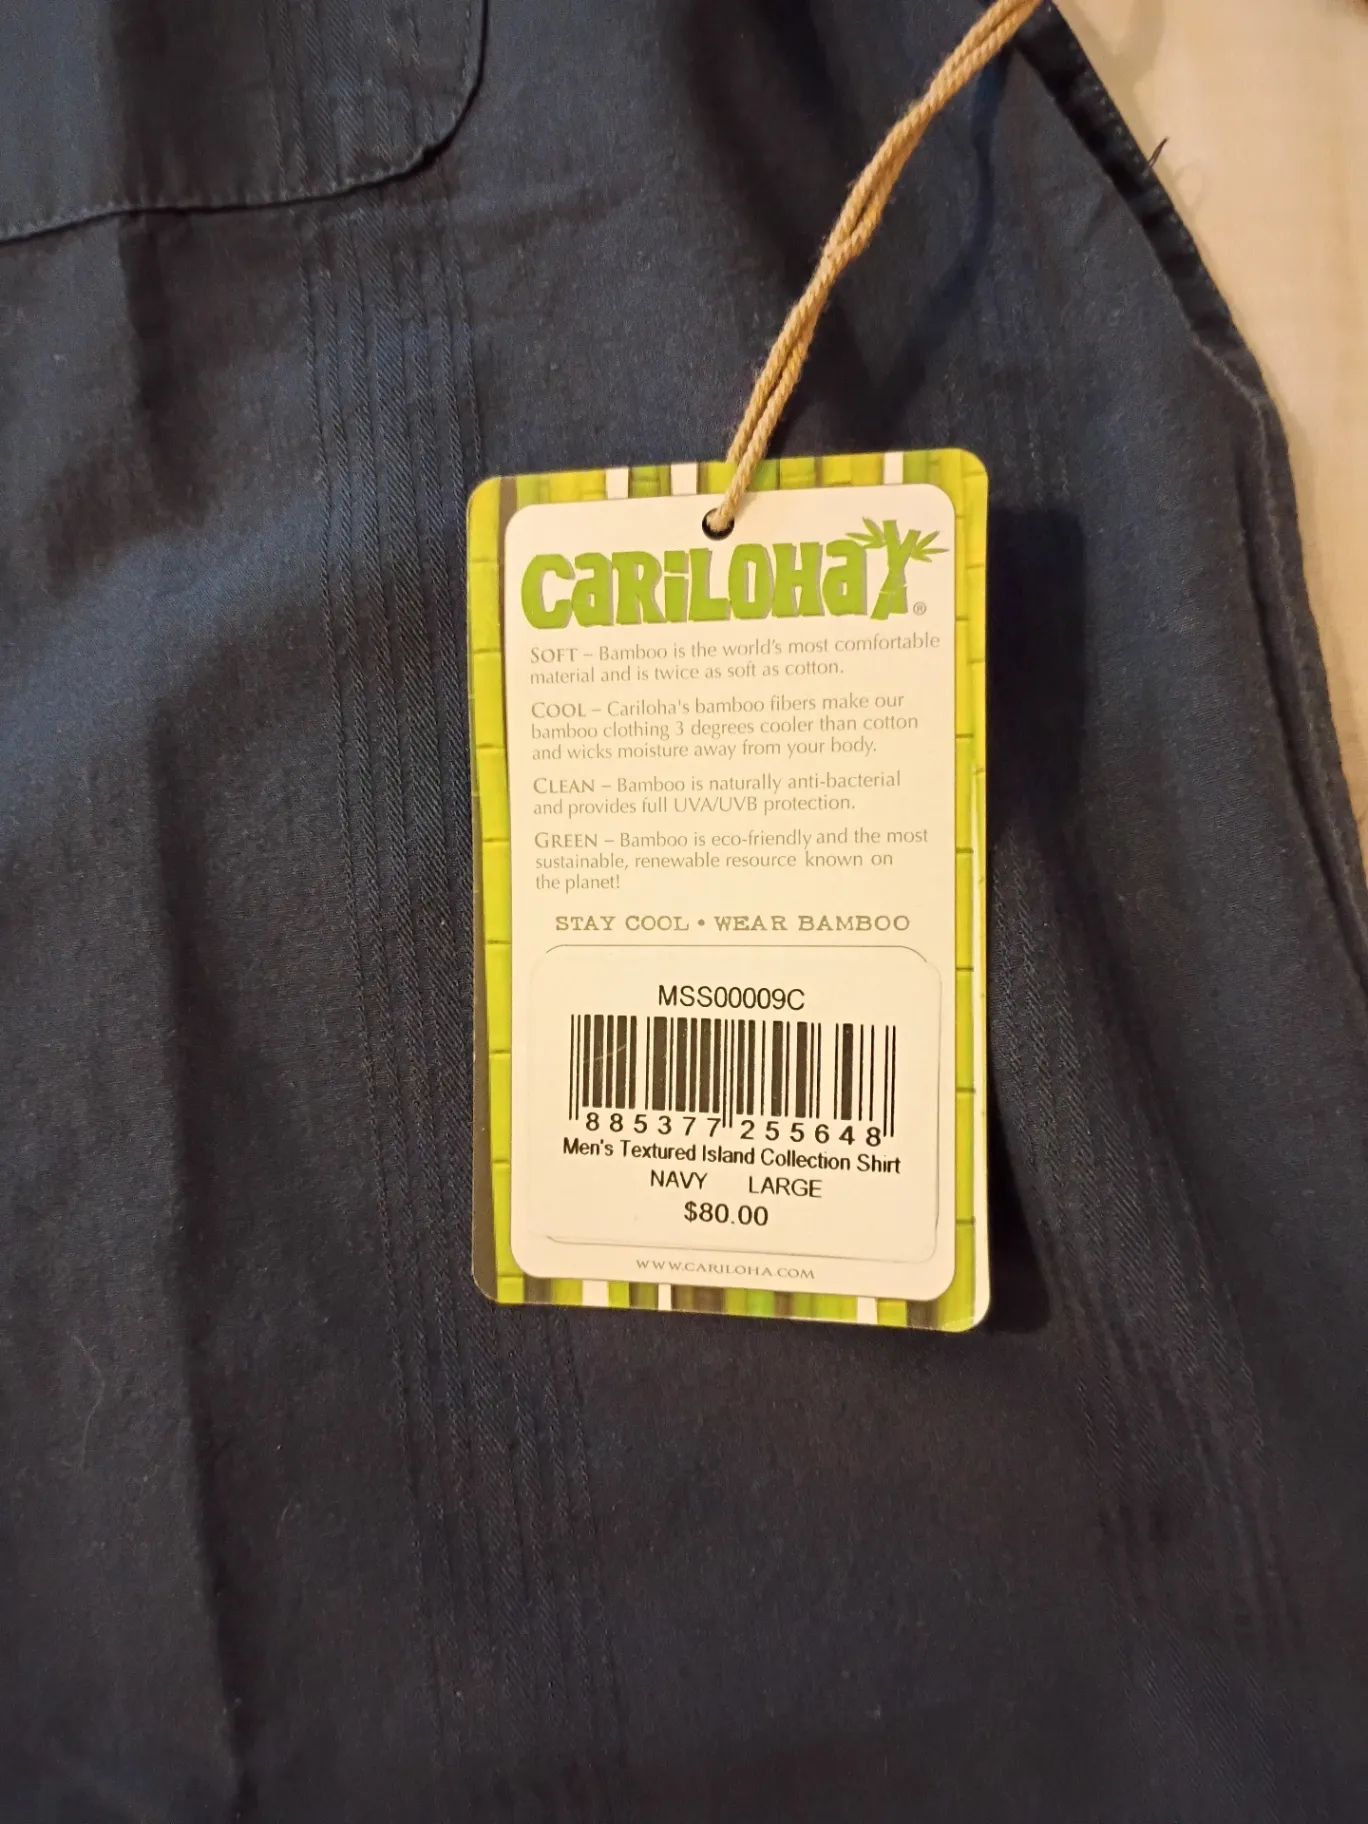 CARILOHA®
SOFT – Bamboo is the world's most comfortable
material and is twice as soft as cotton.
COOL – Cariloha's bamboo fibers make our
bamboo clothing 3 degrees cooler than cotton
and wicks moisture away from your body.
CLEAN – Bamboo is naturally anti-bacterial
and provides full UVA/UVB protection.
GREEN – Bamboo is eco-friendly and the most
sustainable, renewable resource known on
the planet!
STAY COOL • WEAR BAMBOO
MSS00009C
885377 255648
Men's Textured Island Collection Shirt
NAVY LARGE
$80.00
WWW.CARILOHA.COM